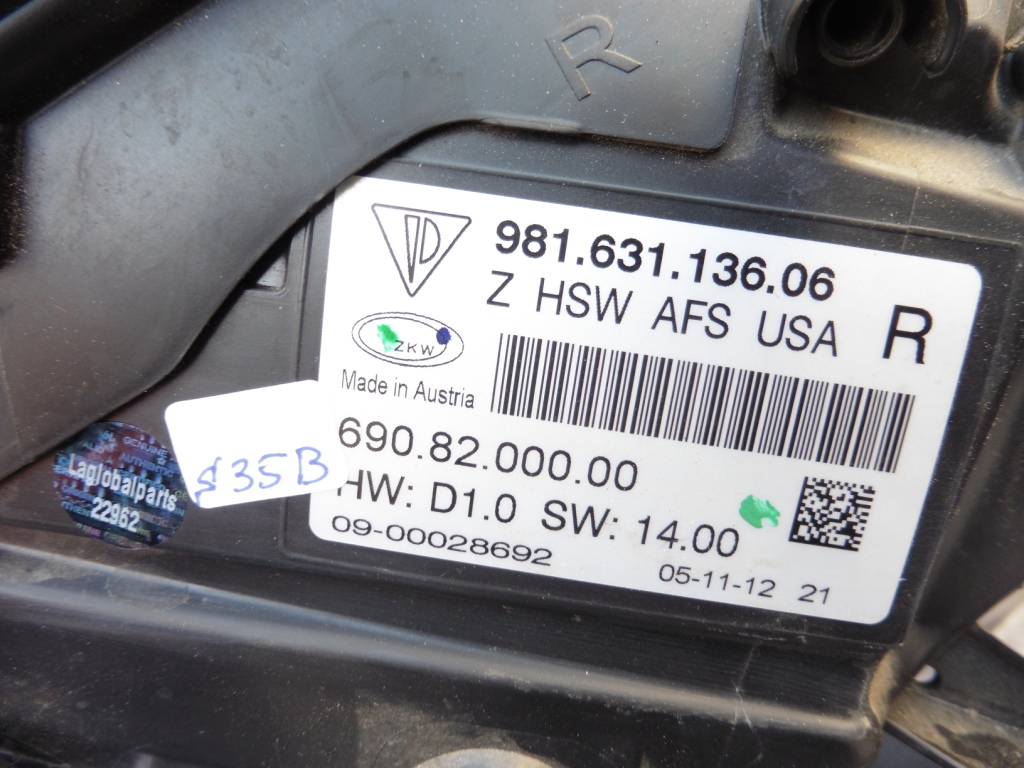 R
981.631.136.06
Z HSW AFS USA R
ZKW
Made in Austria
690.82.000.00
HW: D1.0 SW: 14.00
09-00028692
05-11-12 21
835B
GENUINE
Laglobalparts
22962